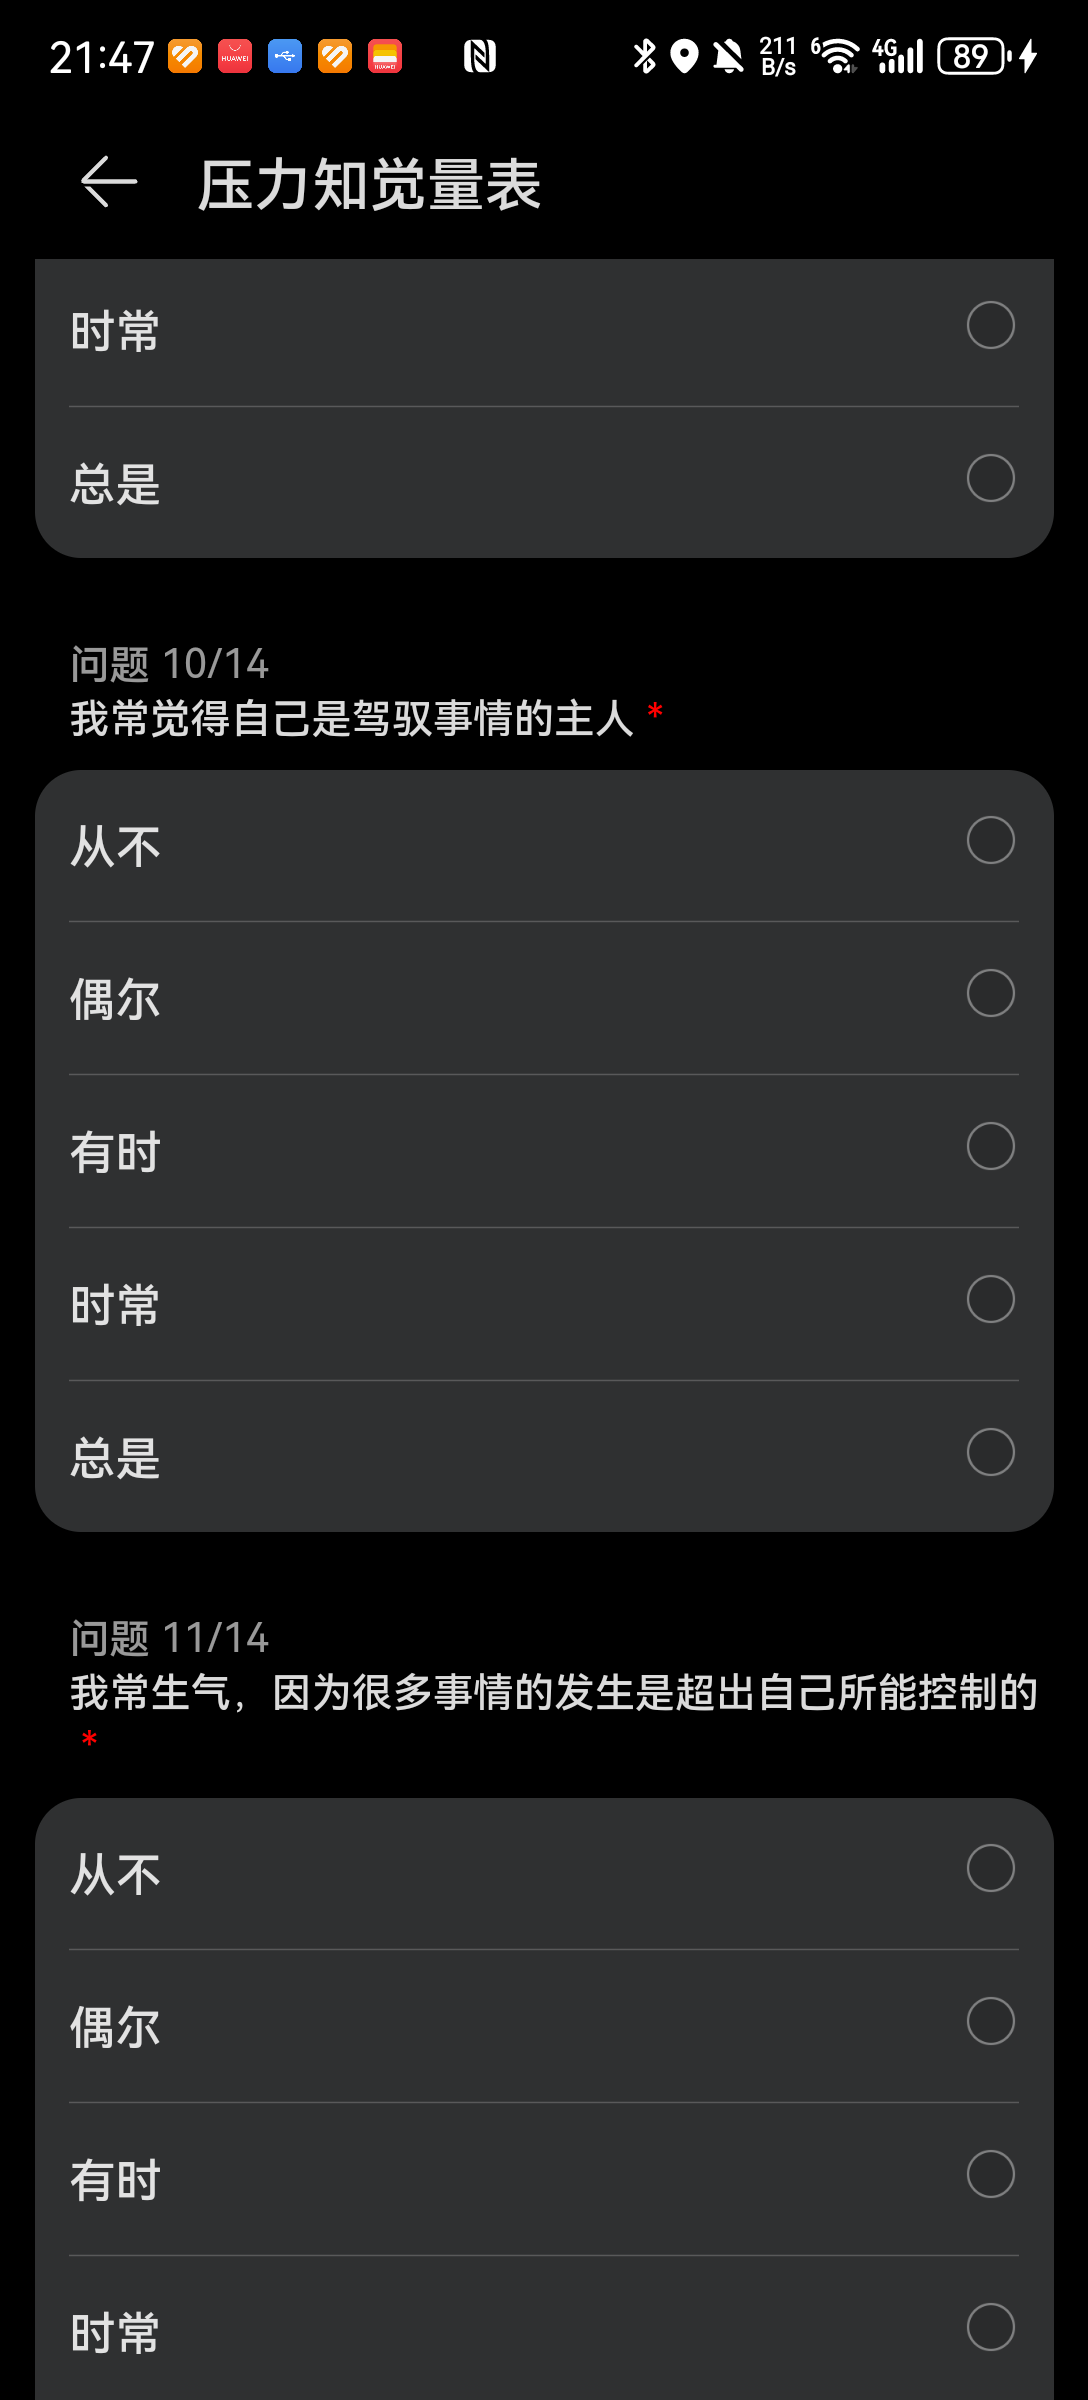 21:47
HUAWEI
HUAWEI
211 B/s
6
4G
89
压力知觉量表
时常
总是
问题 10/14
我常觉得自己是驾驭事情的主人 *
从不
偶尔
有时
时常
总是
问题 11/14
我常生气，因为很多事情的发生是超出自己所能控制的
*
从不
偶尔
有时
时常